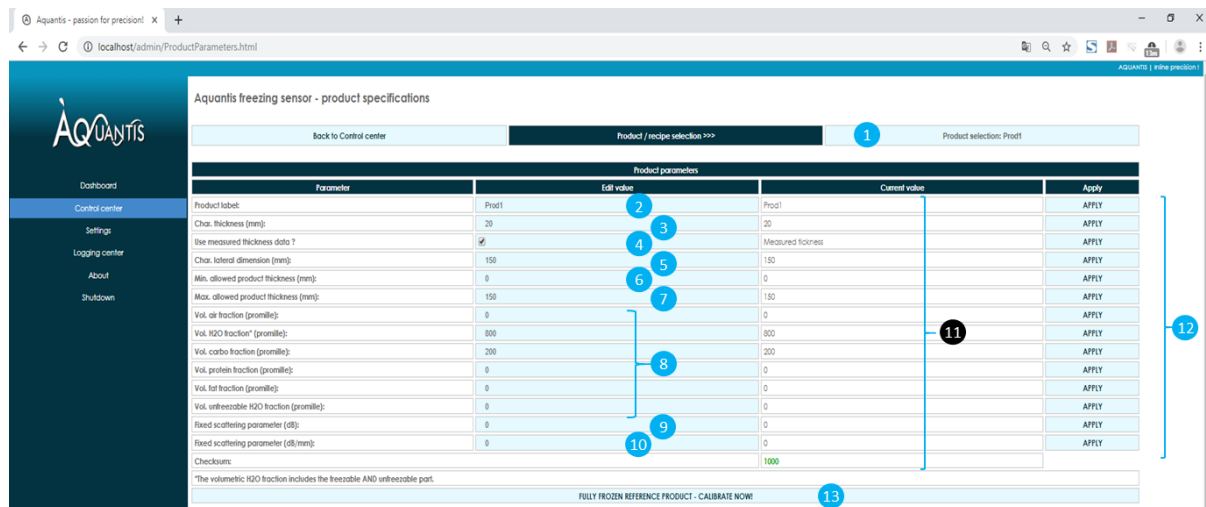 Aquantis - passion for precision! X +
localhost/admin/ProductParameters.html
AQUANTIS | Inline precision !
AQUANTIS
Dashboard
Control center
Settings
Logging center
About
Shutdown
Aquantis freezing sensor - product specifications
Back to Control center Product / recipe selection >>> 1 Product selection: Prod1
Product parameters
Parameter Edit value Current value Apply
Product label: Prod1 2 Prod1 APPLY
Char. thickness (mm): 20 3 20 APPLY
Use measured thickness data ? 4 Measured tickness APPLY
Char. lateral dimension (mm): 150 5 150 APPLY
Min. allowed product thickness (mm): 0 6 0 APPLY
Max. allowed product thickness (mm): 150 7 150 APPLY
Vol. air fraction (promille): 0 0 APPLY
Vol. H2O fraction* (promille): 800 800 11 APPLY 12
Vol. carbo fraction (promille): 200 200 APPLY
Vol. protein fraction (promille): 0 8 0 APPLY
Vol. fat fraction (promille): 0 0 APPLY
Vol. unfreezable H2O fraction (promille): 0 0 APPLY
Fixed scattering parameter (dB): 0 9 0 APPLY
Fixed scattering parameter (dB/mm): 0 10 0 APPLY
Checksum: 1000
*The volumetric H2O fraction includes the freezable AND unfreezable part.
FULLY FROZEN REFERENCE PRODUCT - CALIBRATE NOW! 13